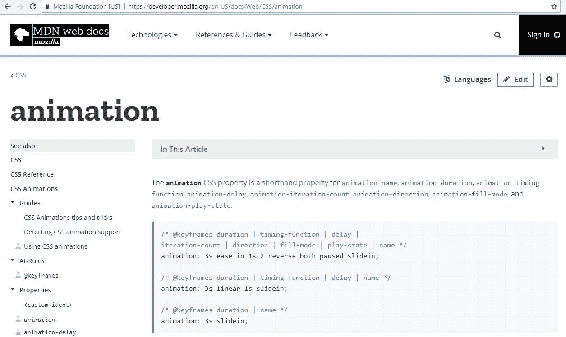 Mozilla Foundation [US] | https://developer.mozilla.org/en-US/docs/Web/CSS/animation
MDN web docs
mozilla
Technologies
References & Guides
Feedback
Sign in
CSS
Languages
Edit
animation
See also
CSS
CSS Reference
CSS Animations
Guides
CSS Animations tips and tricks
Detecting CSS animation support
Using CSS animations
At-Rules
@keyframes
Properties
<custom-ident>
animation
animation-delay
In This Article
The animation CSS property is a shorthand property for animation-name, animation-duration, animation-timing-
function, animation-delay, animation-iteration-count, animation-direction, animation-fill-mode, and
animation-play-state.
/* @keyframes duration | timing-function | delay |
iteration-count | direction | fill-mode | play-state | name */
animation: 3s ease-in 1s 2 reverse both paused slidein;
/* @keyframes duration | timing-function | delay | name */
animation: 3s linear 1s slidein;
/* @keyframes duration | name */
animation: 3s slidein;